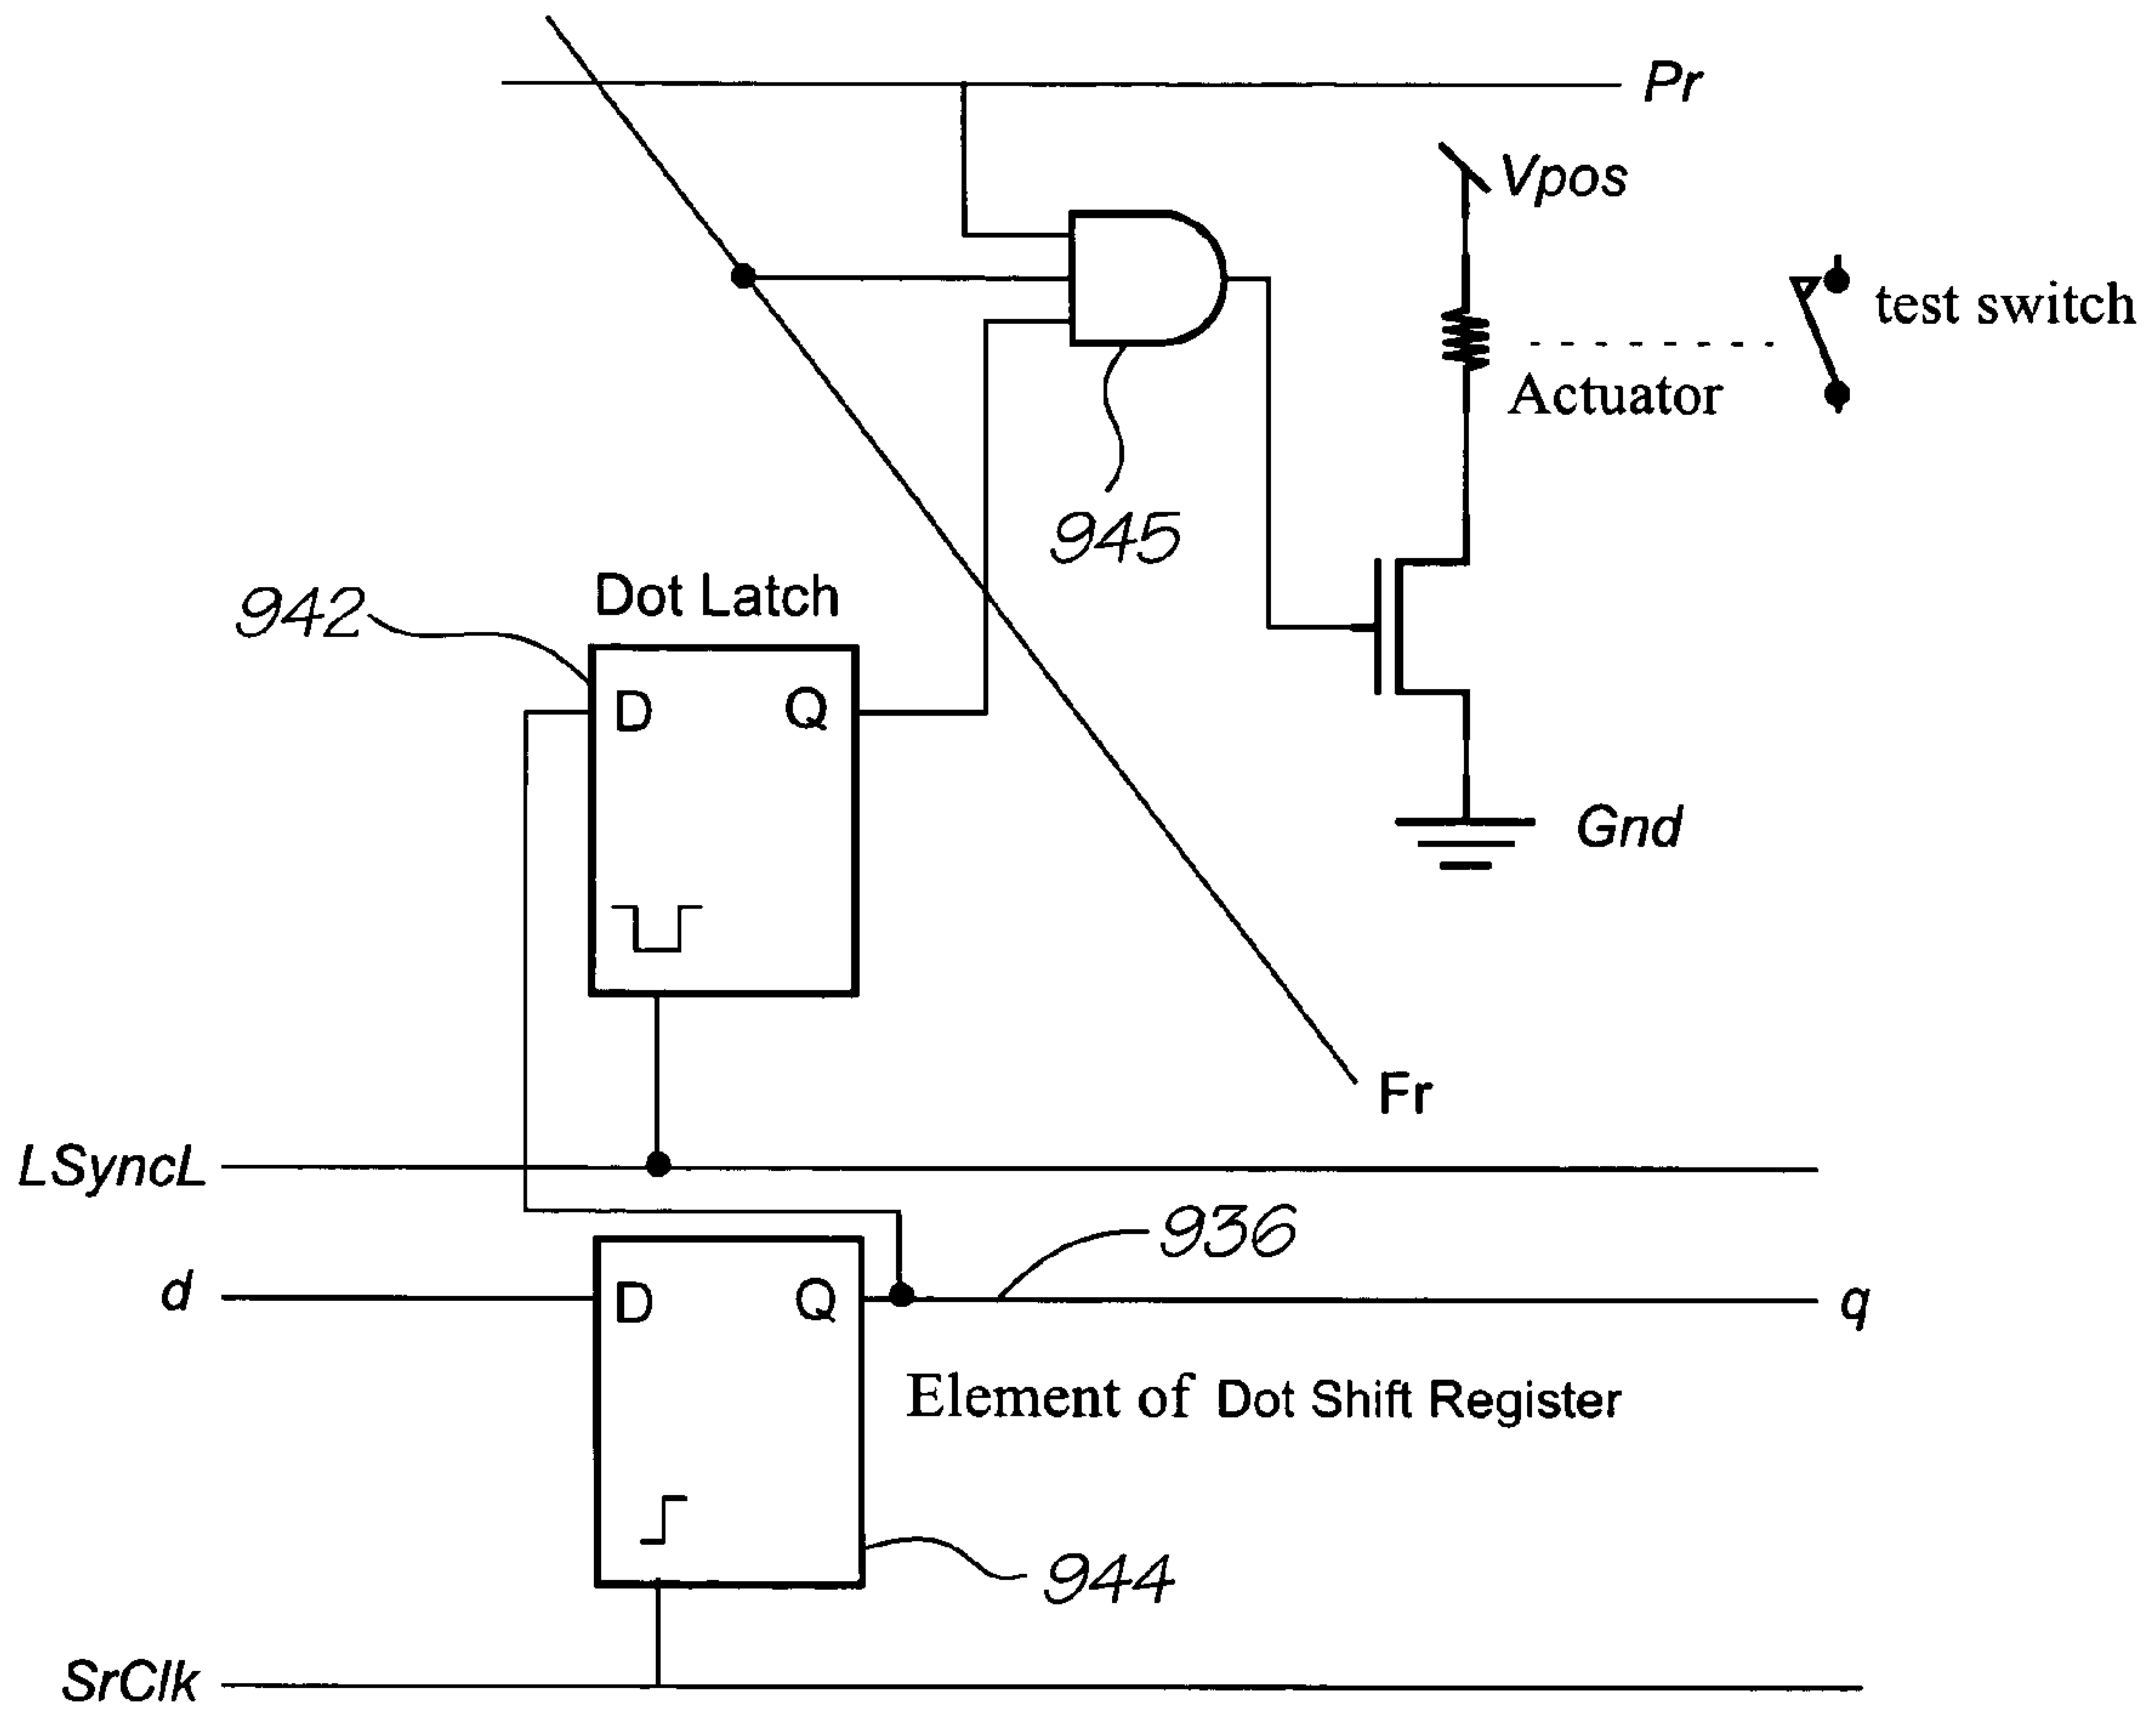 Pr
Vpos
test switch
Actuator
945
942
Dot Latch
D Q
Gnd
Fr
LSyncL
936
d
D Q
q
Element of Dot Shift Register
944
SrClk